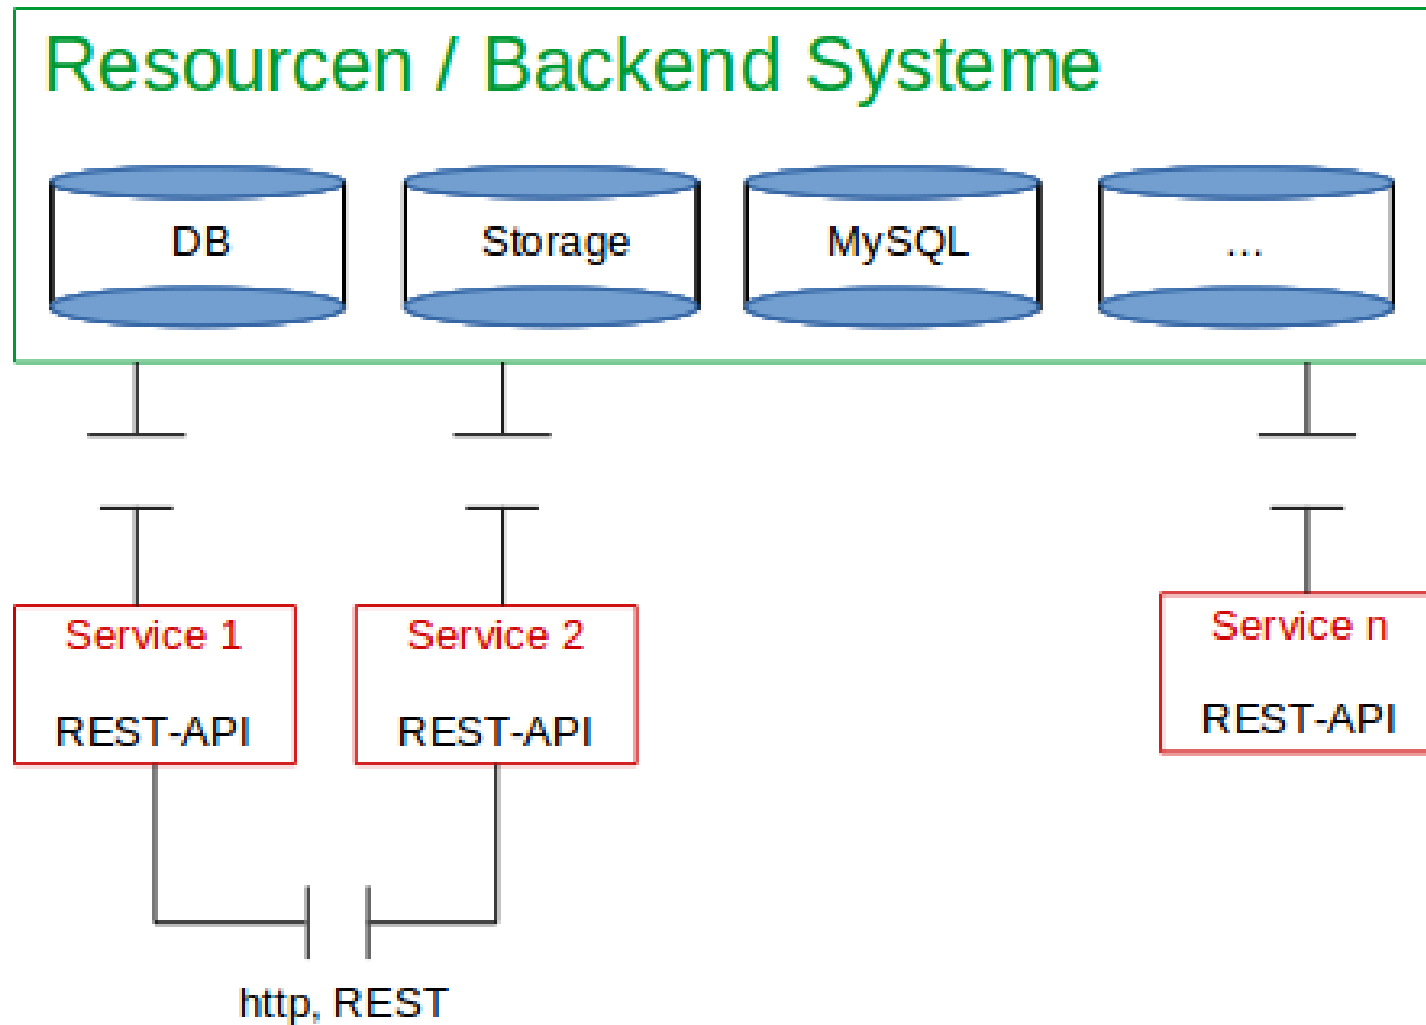 Resourcen / Backend Systeme
DB
Storage
MySQL
...
Service 1
REST-API
Service 2
REST-API
Service n
REST-API
http, REST